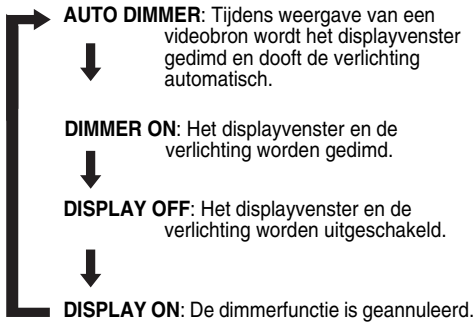 AUTO DIMMER: Tijdens weergave van een
videobron wordt het displayvenster
gedimd en dooft de verlichting
automatisch.
DIMMER ON: Het displayvenster en de
verlichting worden gedimd.
DISPLAY OFF: Het displayvenster en de
verlichting worden uitgeschakeld.
DISPLAY ON: De dimmerfunctie is geannuleerd.